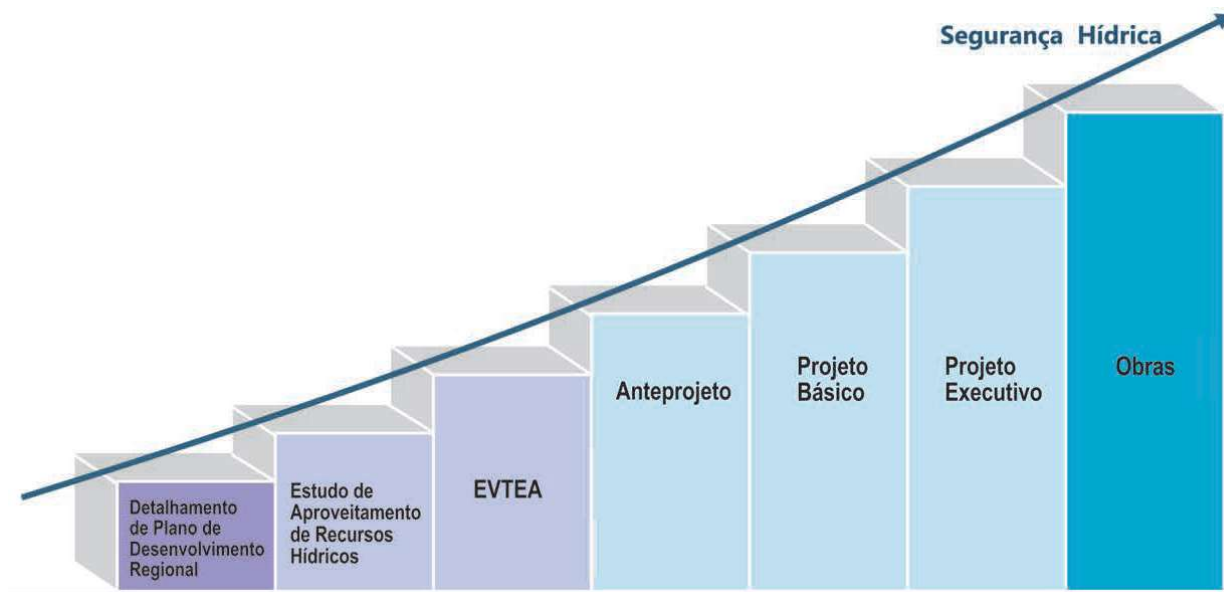 Segurança Hídrica
Detalhamento
de Plano de
Desenvolvimento
Regional
Estudo de
Aproveitamento
de Recursos
Hídricos
EVTEA
Anteprojeto
Projeto
Básico
Projeto
Executivo
Obras